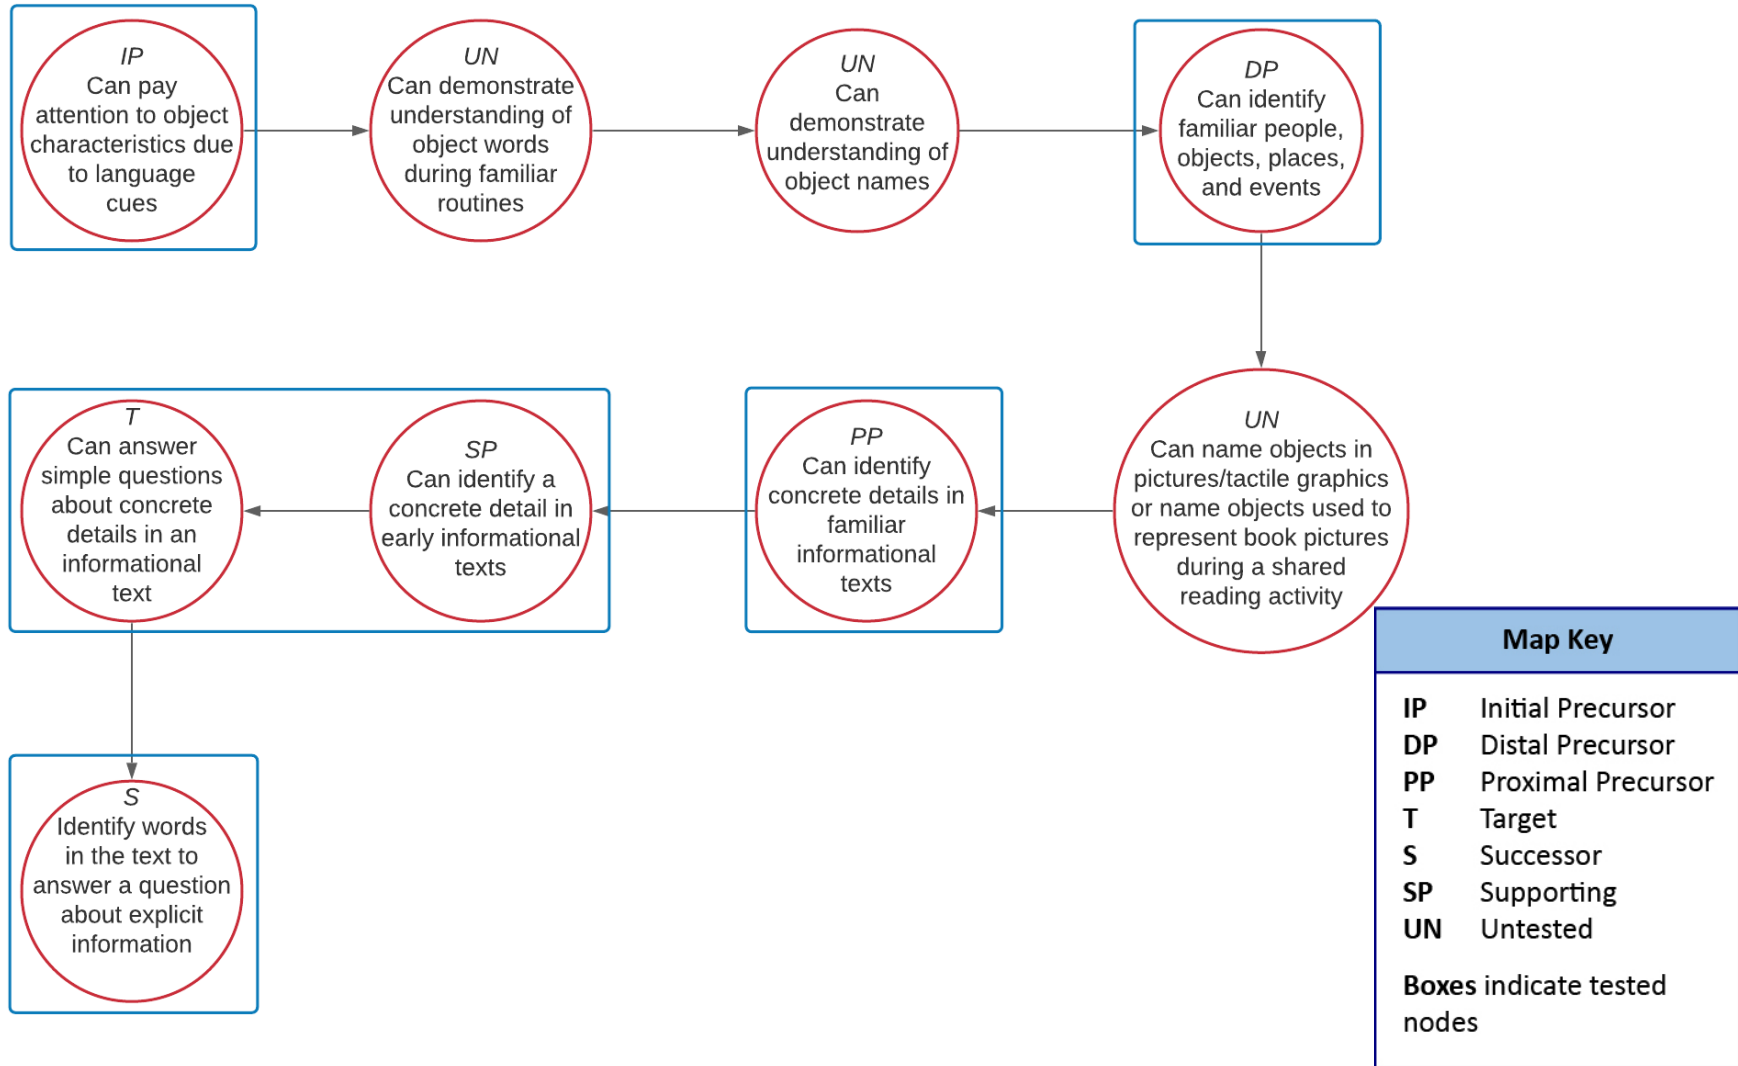 IP
Can pay
attention to object
characteristics due
to language
cues
UN
Can demonstrate
understanding of
object words
during familiar
routines
UN
Can
demonstrate
understanding of
object names
DP
Can identify
familiar people,
objects, places,
and events
T
Can answer
simple questions
about concrete
details in an
informational
text
SP
Can identify a
concrete detail in
early informational
texts
PP
Can identify
concrete details in
familiar
informational
texts
UN
Can name objects in
pictures/tactile graphics
or name objects used to
represent book pictures
during a shared
reading activity
S
Identify words
in the text to
answer a question
about explicit
information
Map Key
IP Initial Precursor
DP Distal Precursor
PP Proximal Precursor
T Target
S Successor
SP Supporting
UN Untested
Boxes indicate tested
nodes